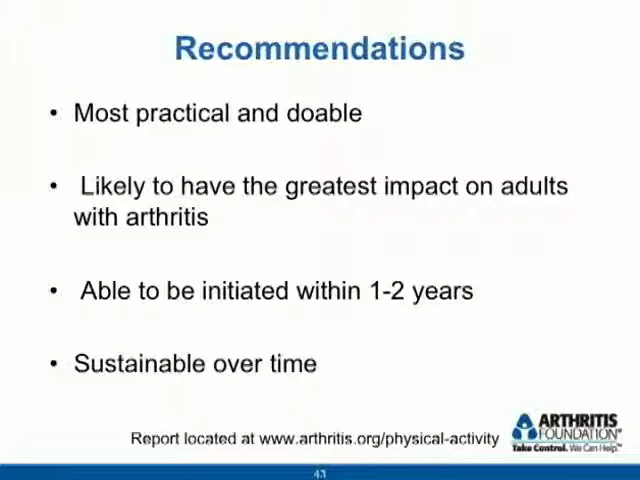 Recommendations
• Most practical and doable
• Likely to have the greatest impact on adults
with arthritis
• Able to be initiated within 1-2 years
• Sustainable over time
Report located at www.arthritis.org/physical-activity
ARTHRITIS
FOUNDATION®
Take Control. We Can Help.™